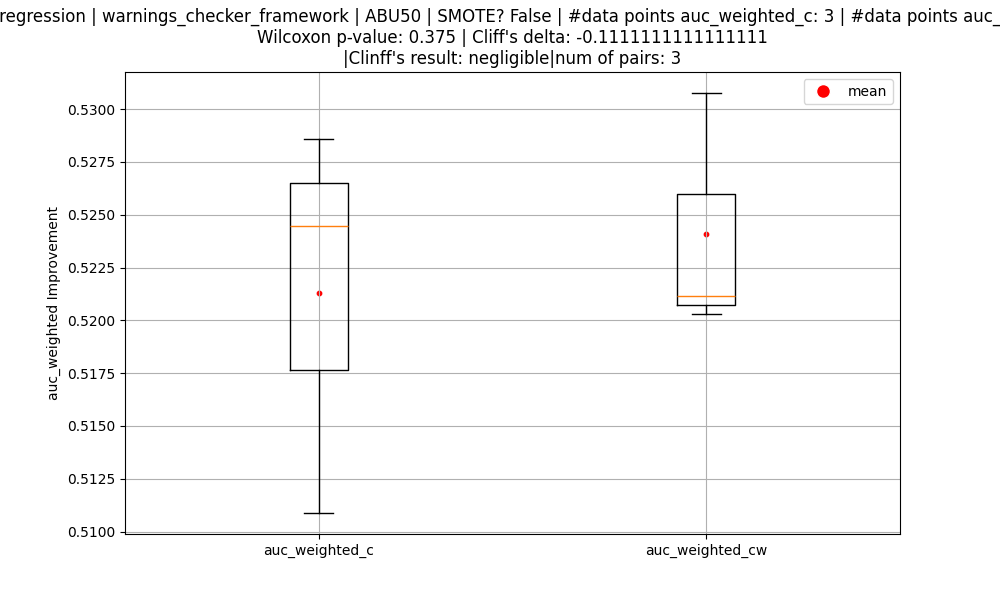 regression | warnings_checker_framework | ABU50 | SMOTE? False | #data points auc_weighted_c: 3 | #data points auc_
Wilcoxon p-value: 0.375 | Cliff's delta: -0.1111111111111111
|Clinff's result: negligible|num of pairs: 3
mean
0.5300
0.5275
0.5250
0.5225
0.5200
0.5175
0.5150
0.5125
0.5100
auc_weighted Improvement
auc_weighted_c
auc_weighted_cw